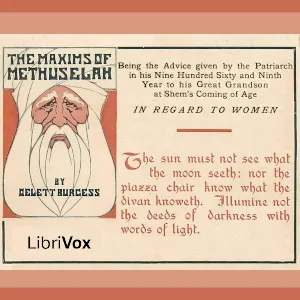 THE MAXIMS OF
METHUSELAH
BY
GELETT BURGESS
LibriVox
Being the Advice given by the Patriarch
in his Nine Hundred Sixty and Ninth
Year to his Great Grandson
at Shem's Coming of Age
IN REGARD TO WOMEN
The sun must not see what
the moon seeth: nor the
piazza chair know what the
divan knoweth. Illumine not
the deeds of darkness with
words of light.